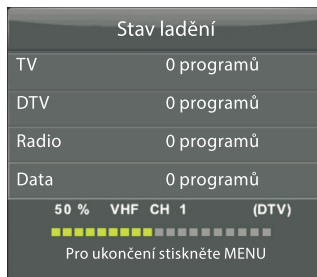 Stav ladění
TV 0 programů
DTV 0 programů
Radio 0 programů
Data 0 programů
50 % VHF CH 1 (DTV)
Pro ukončení stiskněte MENU